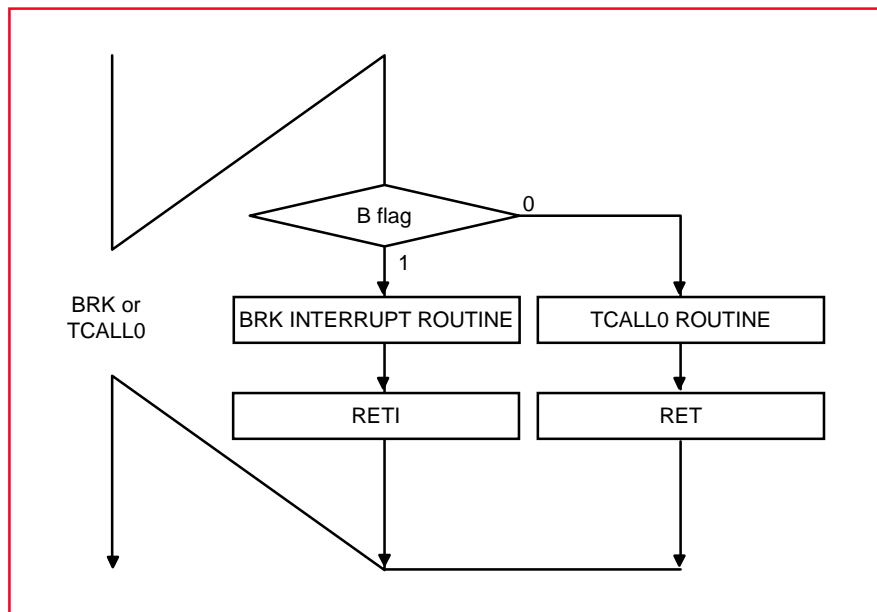 B flag
0
1
BRK or
TCALL0
BRK INTERRUPT ROUTINE
TCALL0 ROUTINE
RETI
RET